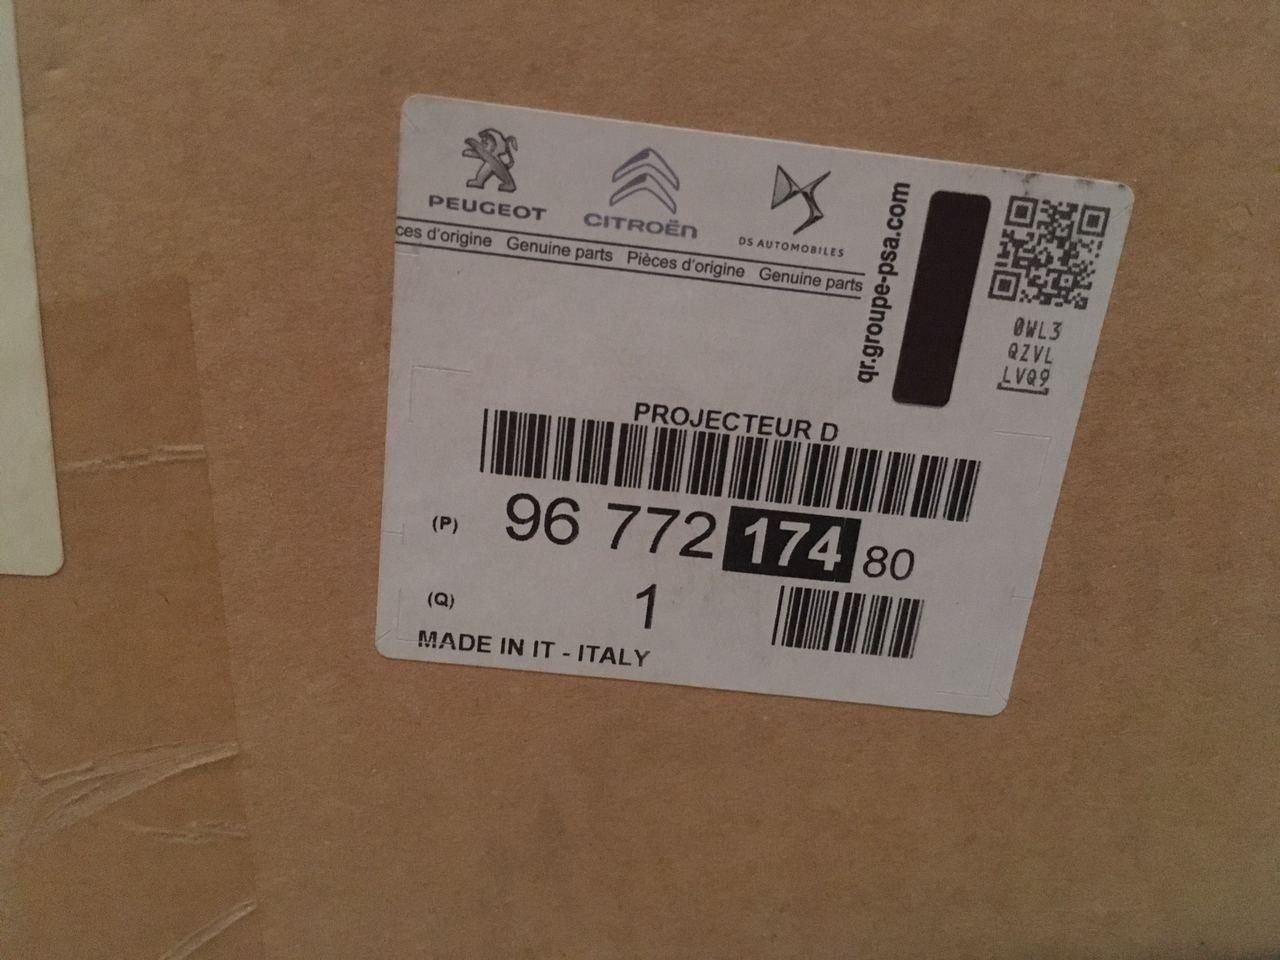 PEUGEOT
CITROËN
DS AUTOMOBILES
ces d'origine Genuine parts Pièces d'origine Genuine parts
qr.groupe-psa.com
0WL3
QZVL
LVQ9
PROJECTEUR D
(P) 96 772 174 80
(Q) 1
MADE IN IT - ITALY